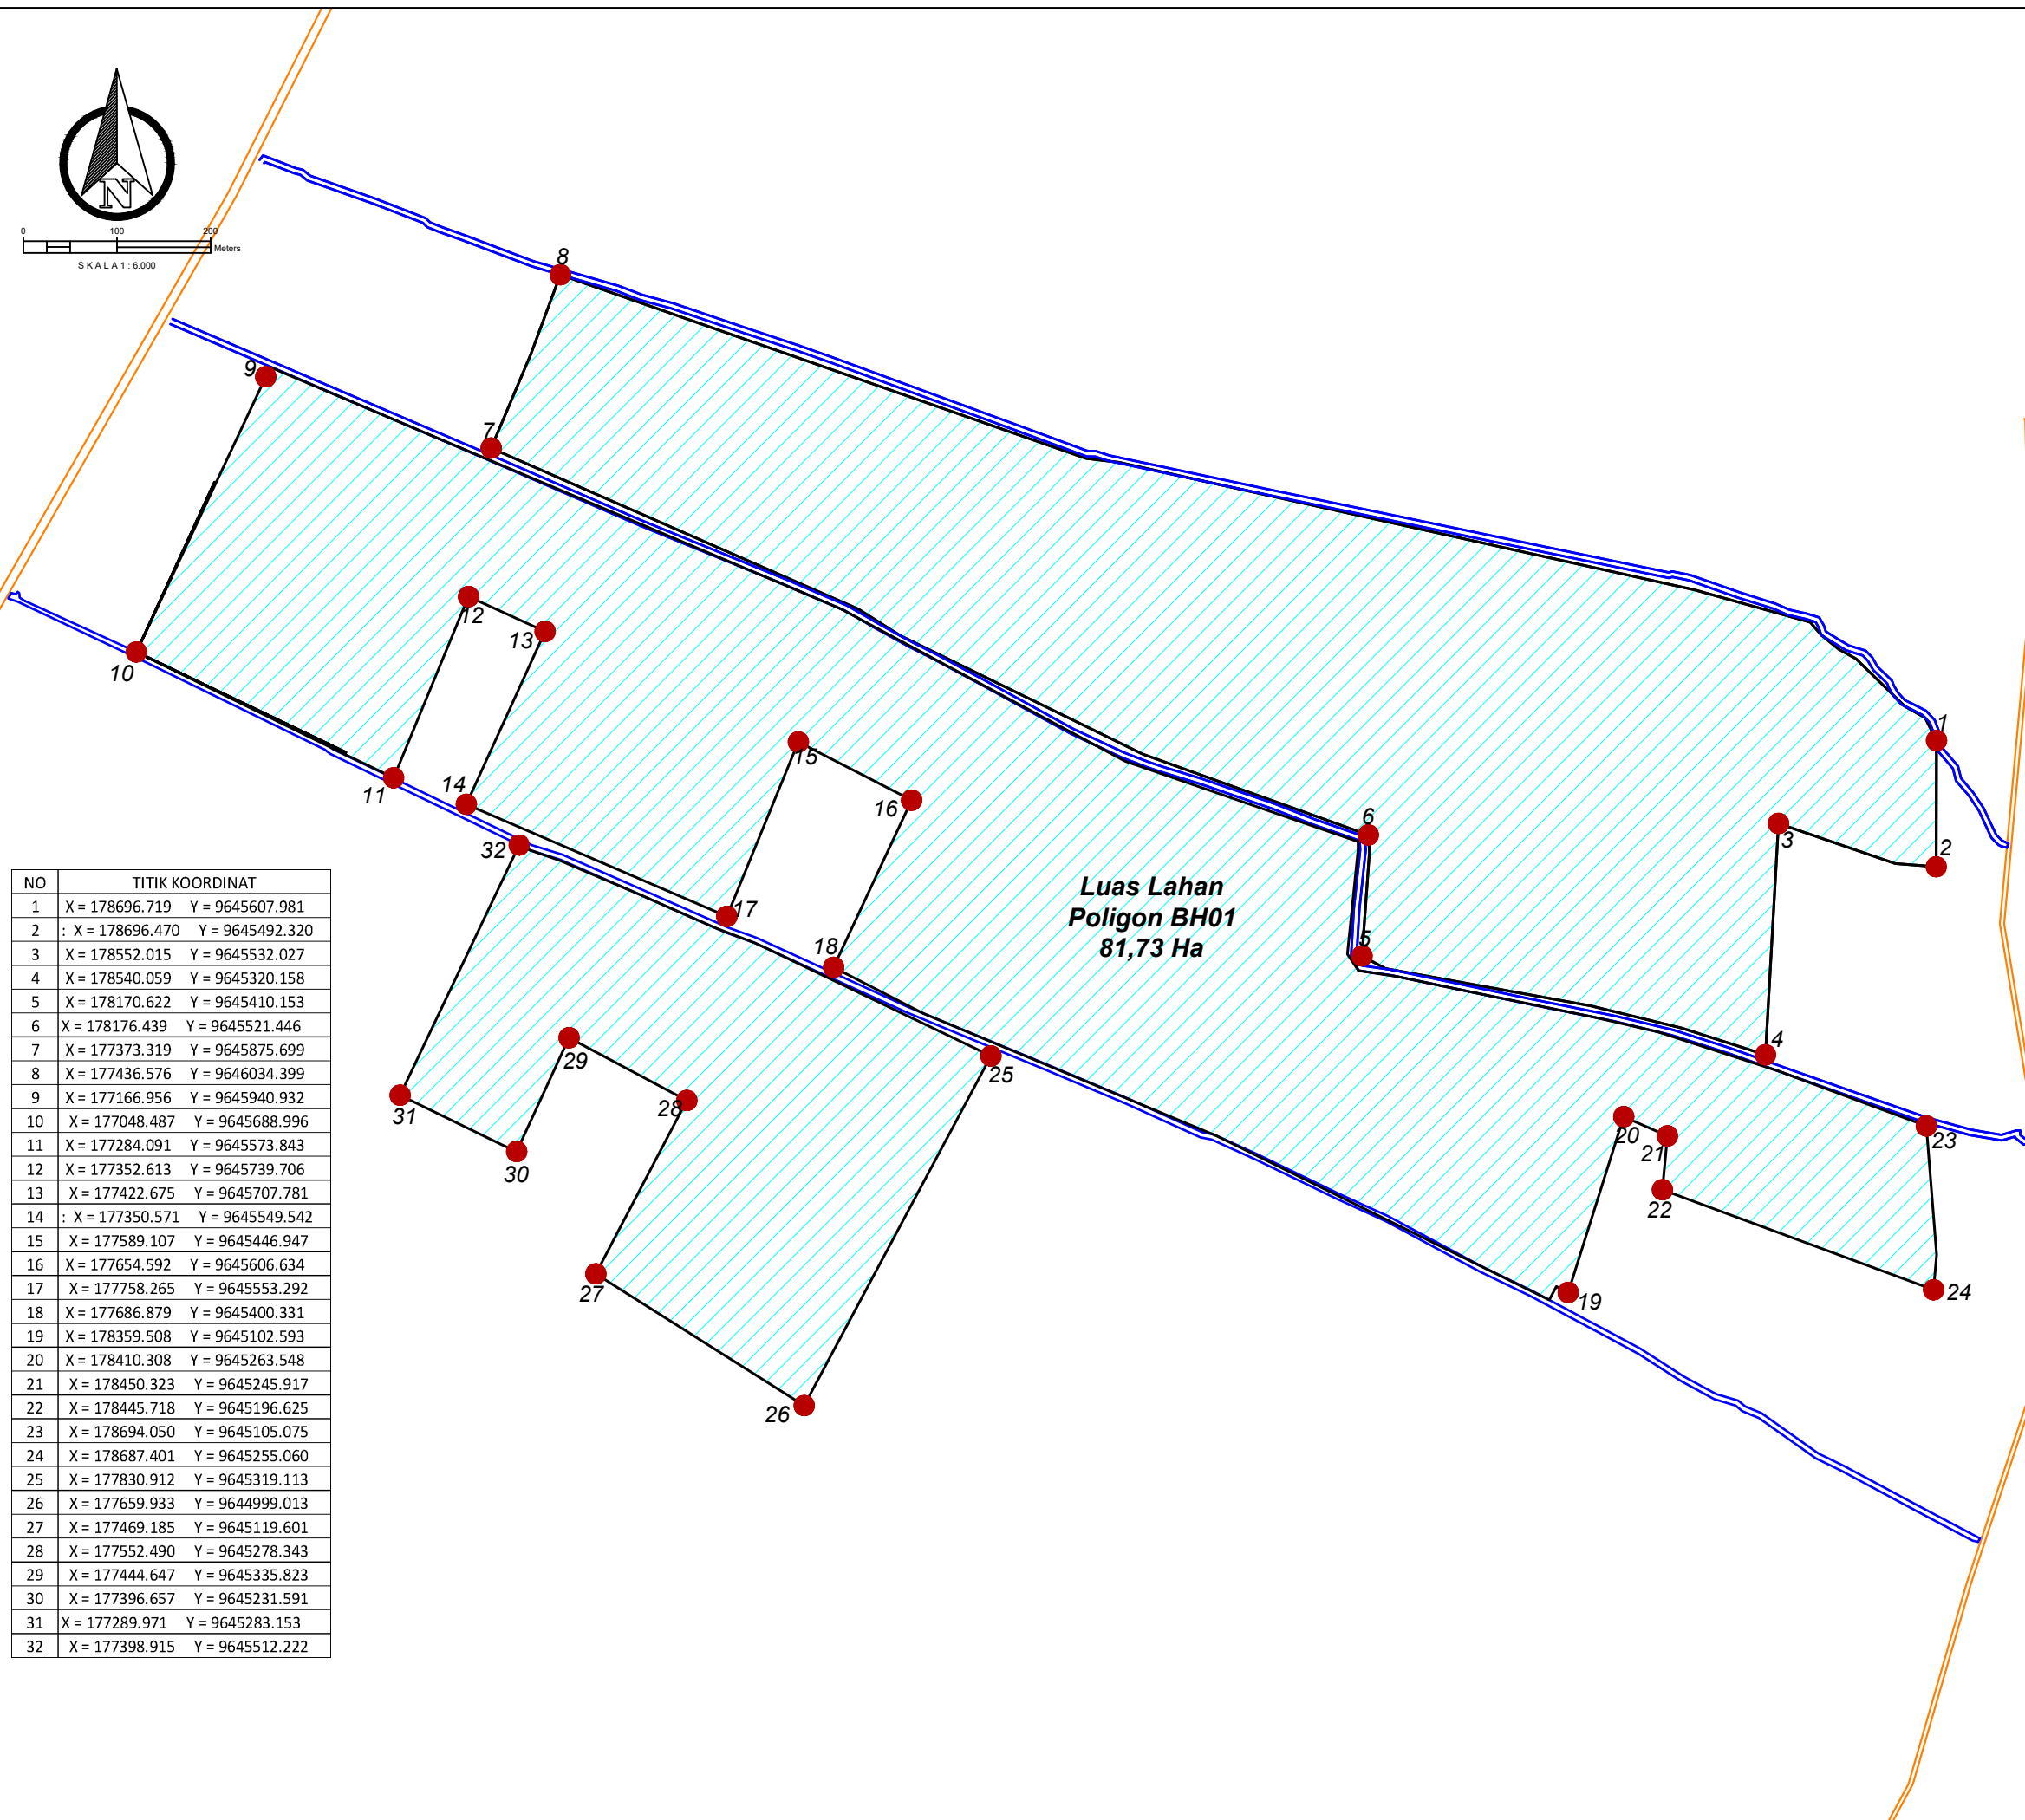 N
0 100 200
Meters
S K A L A 1 : 6.000
8
9
7
12
13
10
1
15
11
14
16
6
3
2
32
17
Luas Lahan
Poligon BH01
81,73 Ha
5
18
4
29
25
28
31
20
21
23
30
22
27
19
24
26
NO TITIK KOORDINAT
1 X = 178696.719 Y = 9645607.981
2 : X = 178696.470 Y = 9645492.320
3 X = 178552.015 Y = 9645532.027
4 X = 178540.059 Y = 9645320.158
5 X = 178170.622 Y = 9645410.153
6 X = 178176.439 Y = 9645521.446
7 X = 177373.319 Y = 9645875.699
8 X = 177436.576 Y = 9646034.399
9 X = 177166.956 Y = 9645940.932
10 X = 177048.487 Y = 9645688.996
11 X = 177284.091 Y = 9645573.843
12 X = 177352.613 Y = 9645739.706
13 X = 177422.675 Y = 9645707.781
14 : X = 177350.571 Y = 9645549.542
15 X = 177589.107 Y = 9645446.947
16 X = 177654.592 Y = 9645606.634
17 X = 177758.265 Y = 9645553.292
18 X = 177686.879 Y = 9645400.331
19 X = 178359.508 Y = 9645102.593
20 X = 178410.308 Y = 9645263.548
21 X = 178450.323 Y = 9645245.917
22 X = 178445.718 Y = 9645196.625
23 X = 178694.050 Y = 9645105.075
24 X = 178687.401 Y = 9645255.060
25 X = 177830.912 Y = 9645319.113
26 X = 177659.933 Y = 9644999.013
27 X = 177469.185 Y = 9645119.601
28 X = 177552.490 Y = 9645278.343
29 X = 177444.647 Y = 9645335.823
30 X = 177396.657 Y = 9645231.591
31 X = 177289.971 Y = 9645283.153
32 X = 177398.915 Y = 9645512.222